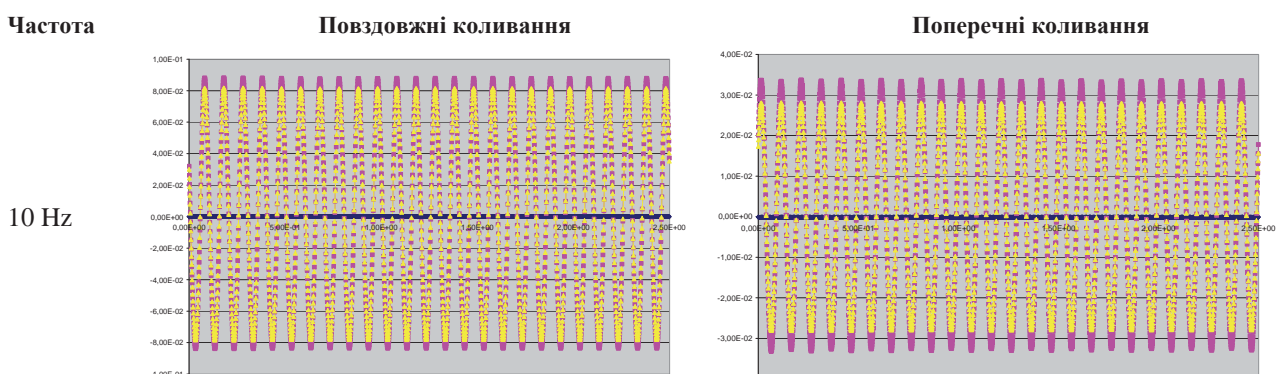 Частота Повздовжні коливання Поперечні коливання
10 Hz
1,00E-01
8,00E-02
6,00E-02
4,00E-02
2,00E-02
0,00E+00
-2,00E-02
-4,00E-02
-6,00E-02
-8,00E-02
-1,00E-01
0,00E+00 5,00E-01 1,00E+00 1,50E+00 2,00E+00 2,50E+00
4,00E-02
3,00E-02
2,00E-02
1,00E-02
0,00E+00
-1,00E-02
-2,00E-02
-3,00E-02
0,00E+00 5,00E-01 1,00E+00 1,50E+00 2,00E+00 2,50E+00